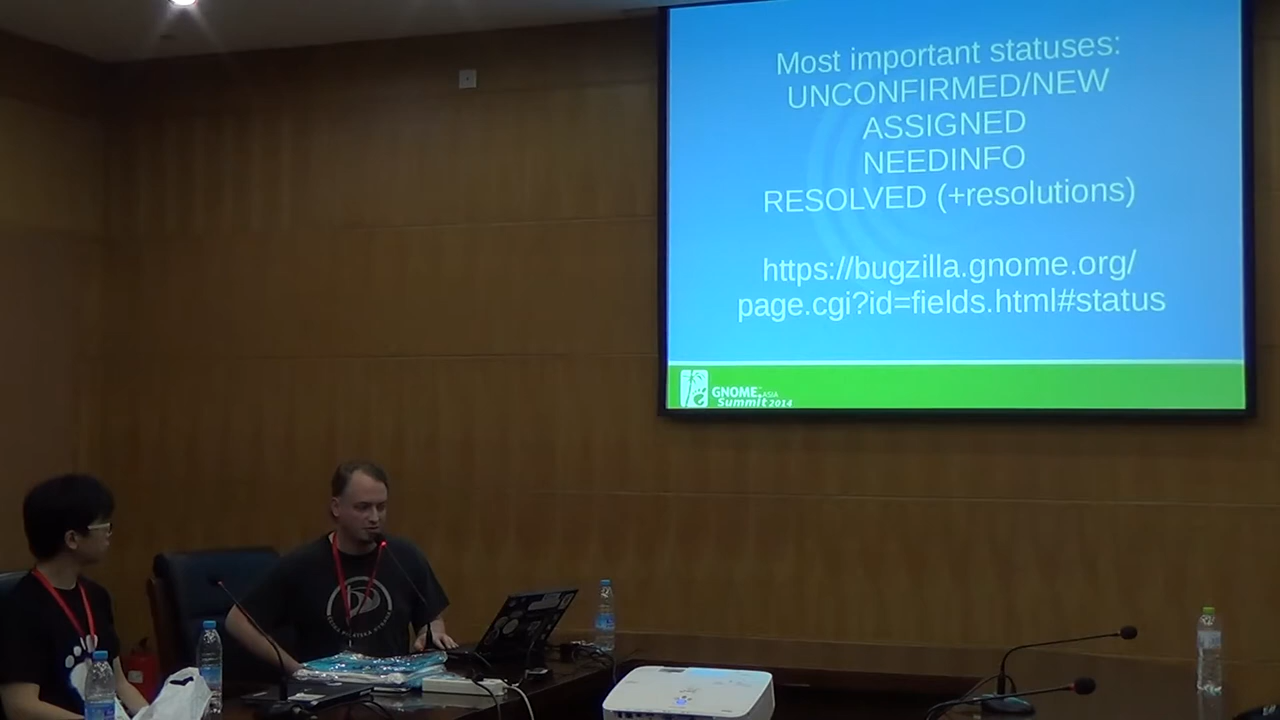 Most important statuses:
UNCONFIRMED/NEW
ASSIGNED
NEEDINFO
RESOLVED (+resolutions)
https://bugzilla.gnome.org/
page.cgi?id=fields.html#status
GNOME™ ASIA
Summit 2014